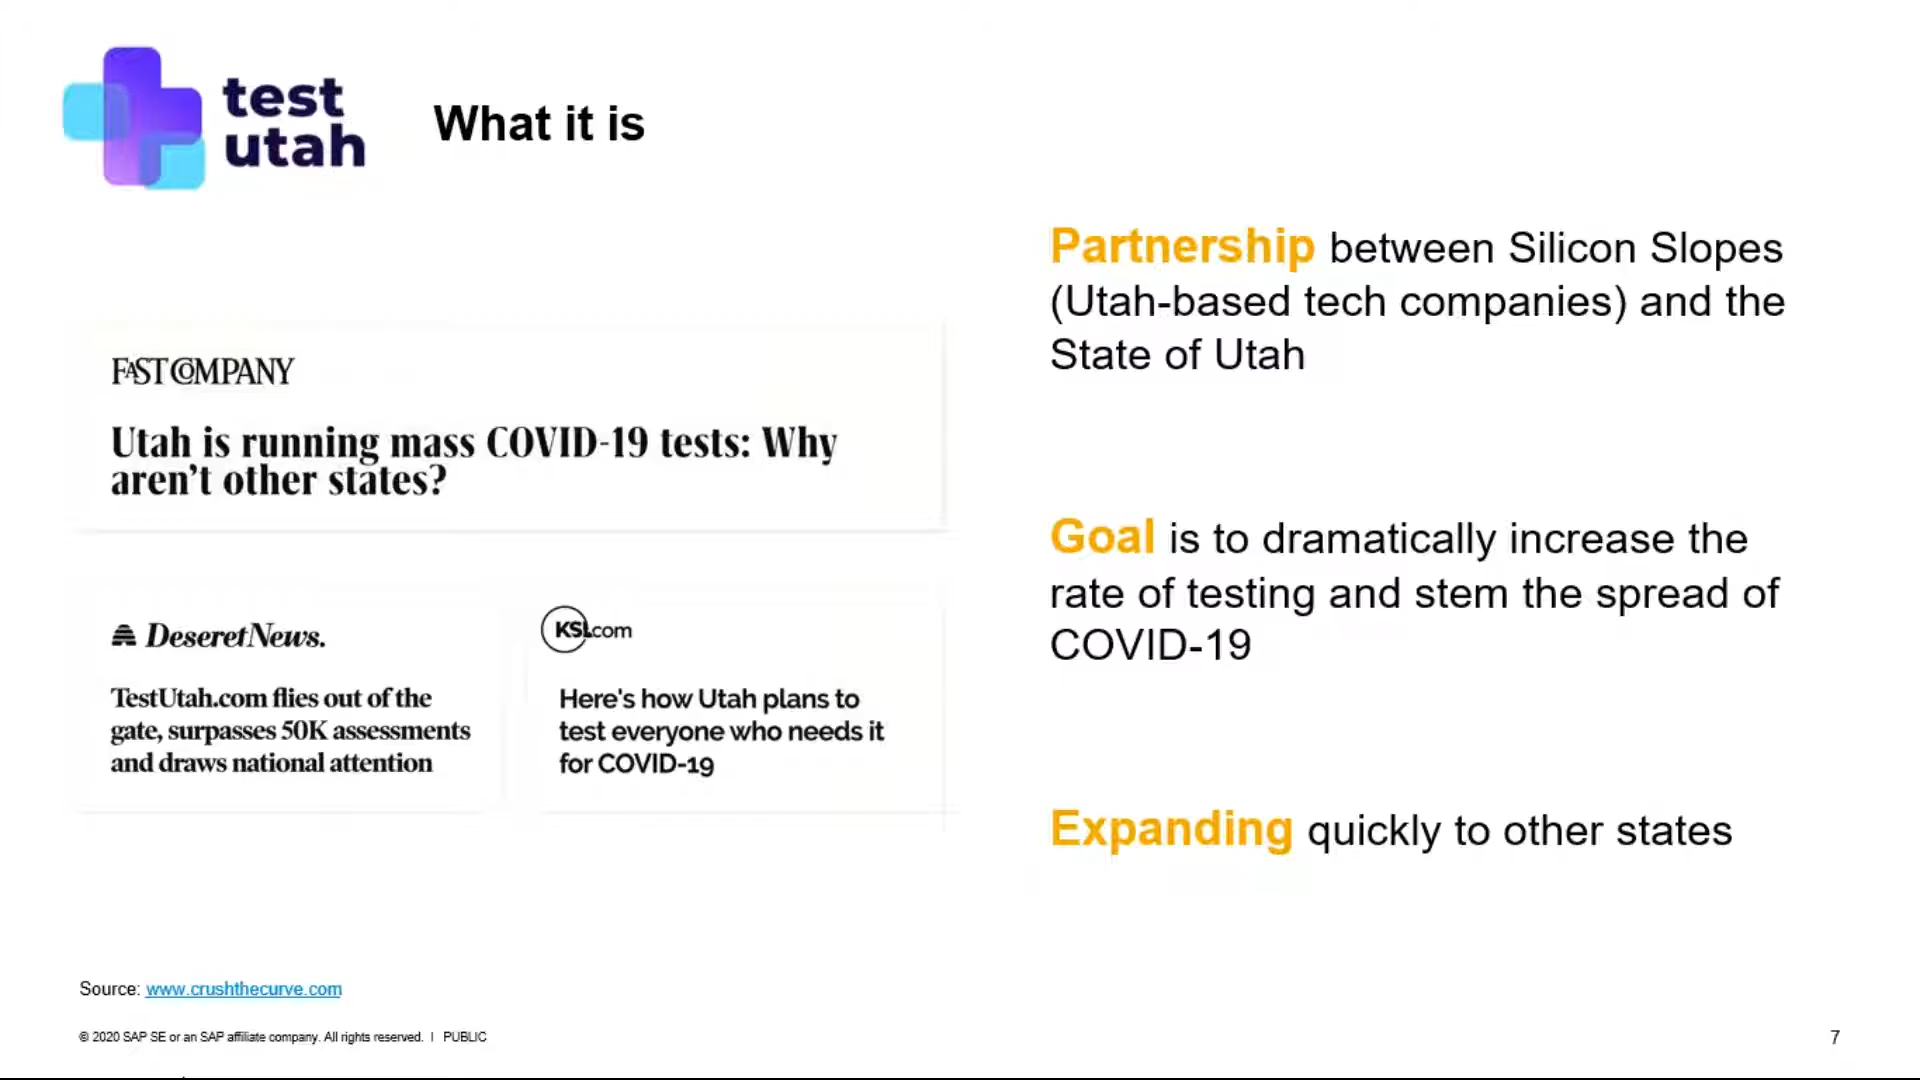 test
utah
What it is
FAST COMPANY
Utah is running mass COVID-19 tests: Why
aren't other states?
Deseret News.
TestUtah.com flies out of the
gate, surpasses 50K assessments
and draws national attention
KSL.com
Here's how Utah plans to
test everyone who needs it
for COVID-19
Partnership between Silicon Slopes
(Utah-based tech companies) and the
State of Utah
Goal is to dramatically increase the
rate of testing and stem the spread of
COVID-19
Expanding quickly to other states
Source: www.crushthecurve.com
© 2020 SAP SE or an SAP affiliate company. All rights reserved. | PUBLIC
7